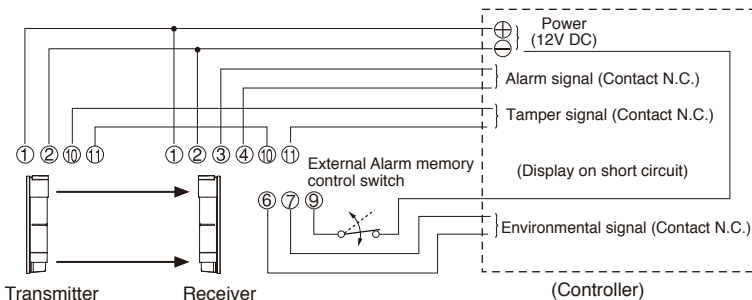 ⊕ Power
⊖ (12V DC)
Alarm signal (Contact N.C.)
Tamper signal (Contact N.C.)
① ② ⑩ ⑪ ① ② ③ ④ ⑩ ⑪
External Alarm memory
control switch
(Display on short circuit)
⑥ ⑦ ⑨
Environmental signal (Contact N.C.)
Transmitter Receiver (Controller)